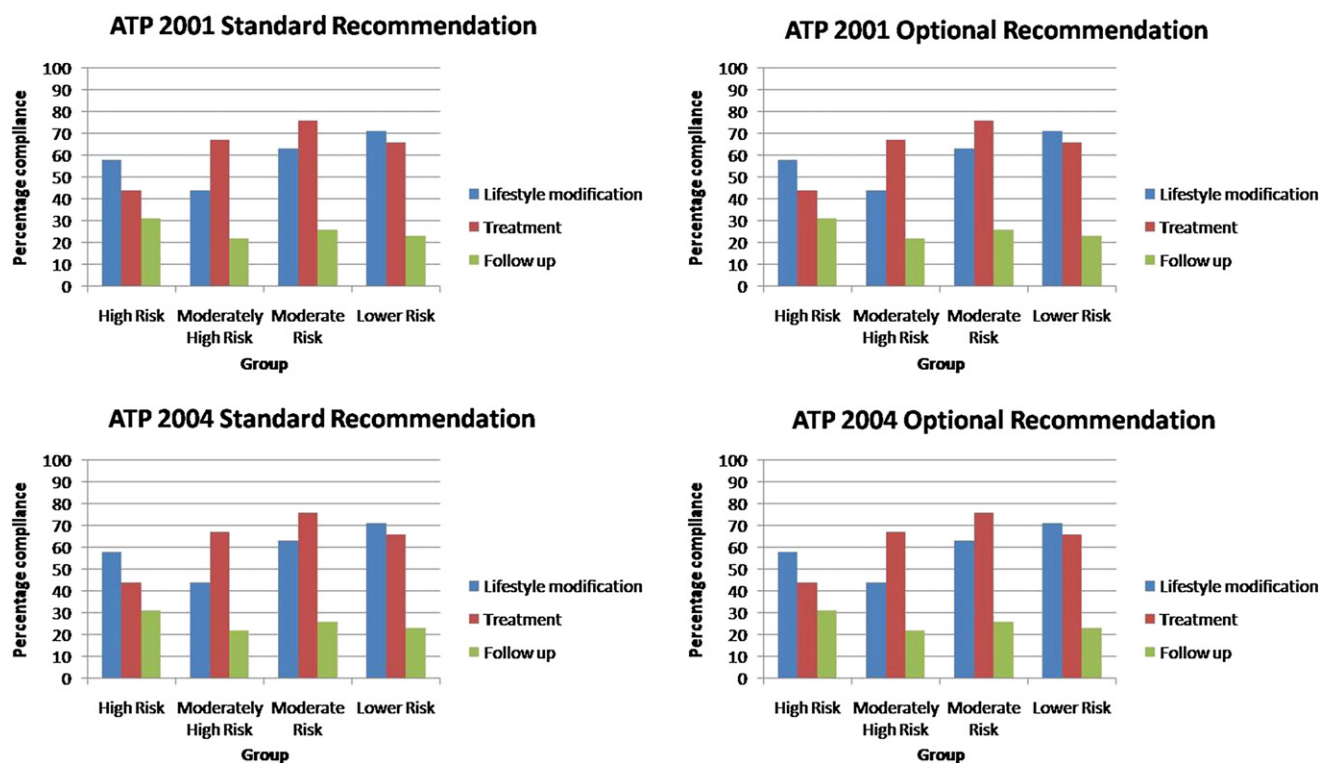 ATP 2001 Standard Recommendation
Percentage compliance
100
90
80
70
60
50
40
30
20
10
0
High Risk
Moderately
High Risk
Moderate
Risk
Lower Risk
Group
Lifestyle modification
Treatment
Follow up
ATP 2001 Optional Recommendation
Percentage compliance
100
90
80
70
60
50
40
30
20
10
0
High Risk
Moderately
High Risk
Moderate
Risk
Lower Risk
Group
Lifestyle modification
Treatment
Follow up
ATP 2004 Standard Recommendation
Percentage compliance
100
90
80
70
60
50
40
30
20
10
0
High Risk
Moderately
High Risk
Moderate
Risk
Lower Risk
Group
Lifestyle modification
Treatment
Follow up
ATP 2004 Optional Recommendation
Percentage compliance
100
90
80
70
60
50
40
30
20
10
0
High Risk
Moderately
High Risk
Moderate
Risk
Lower Risk
Group
Lifestyle modification
Treatment
Follow up